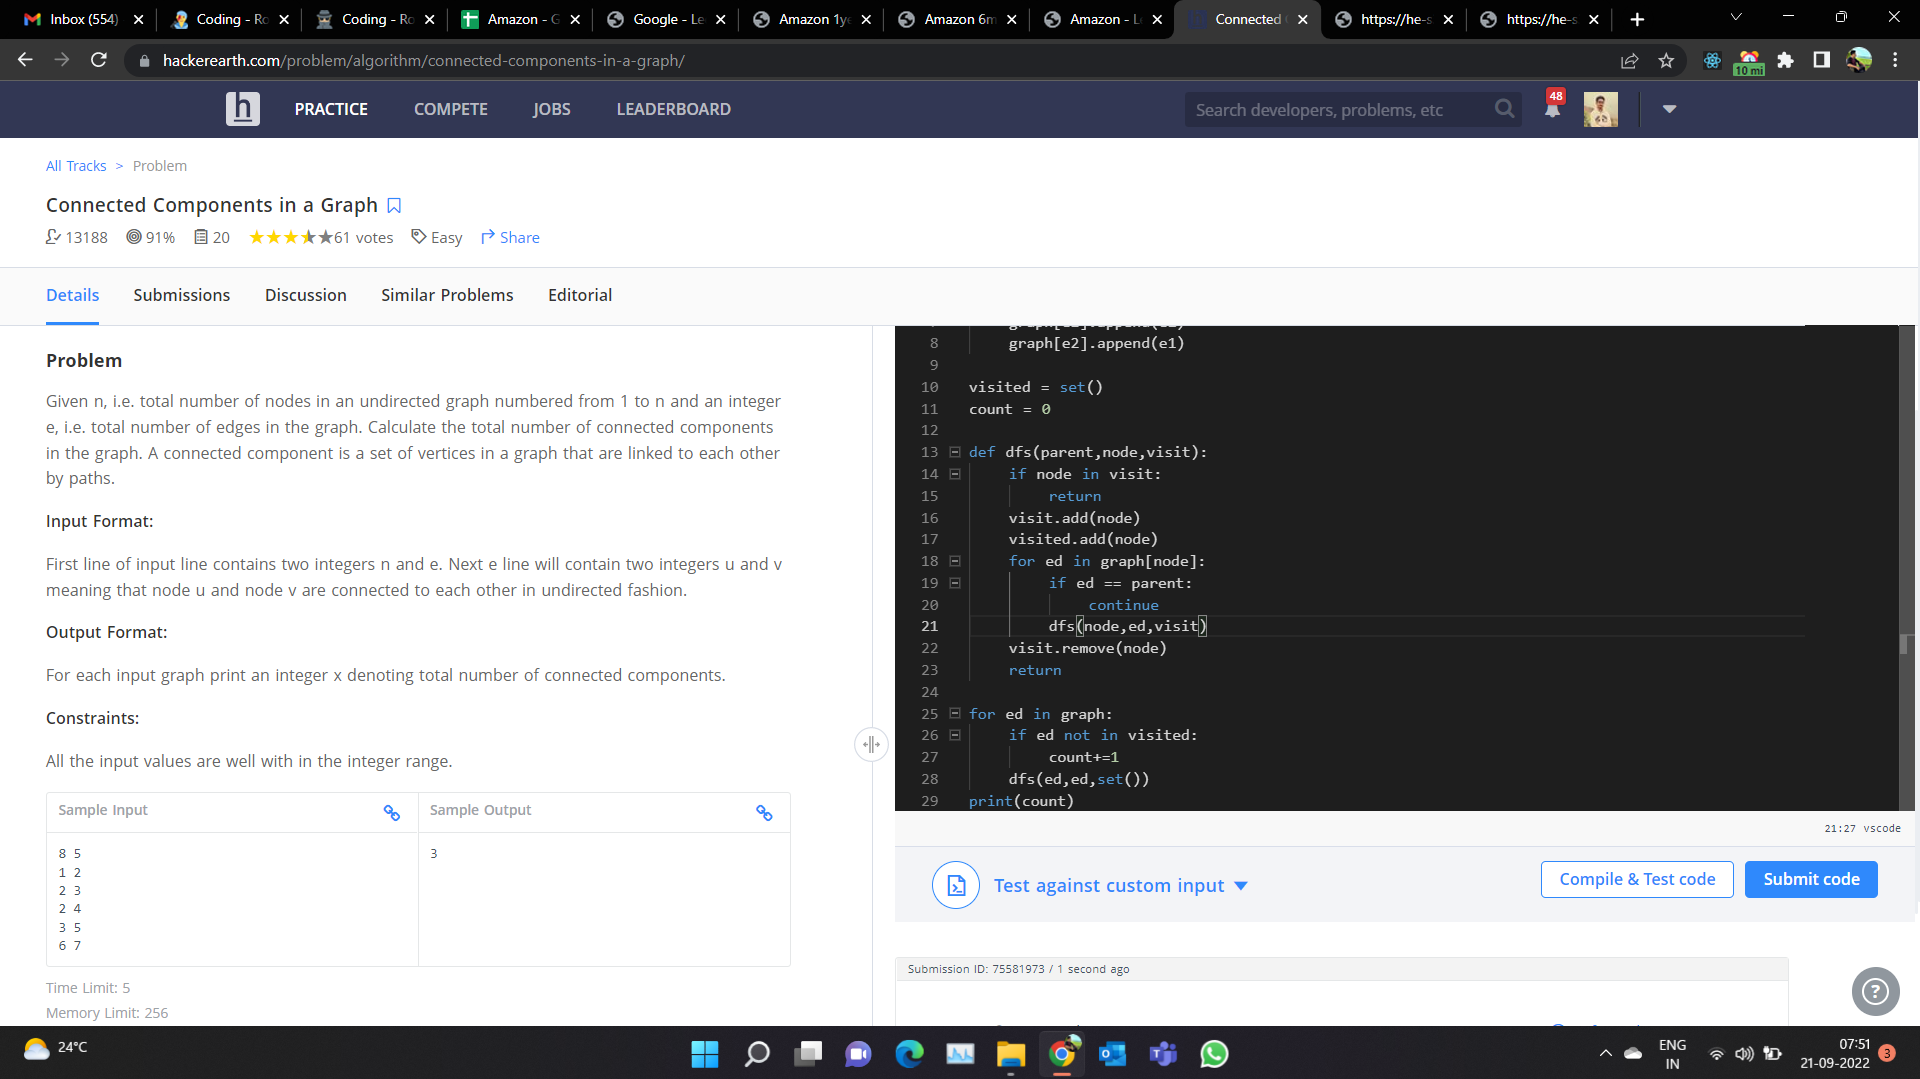 Inbox (554)
Coding - Ro
Coding - Ro
Amazon - G
Google - Le
Amazon 1ye
Amazon 6m
Amazon - L
Connected
https://he-s
https://he-s
hackerearth.com/problem/algorithm/connected-components-in-a-graph/
10 mi
h PRACTICE COMPETE JOBS LEADERBOARD
Search developers, problems, etc
48
All Tracks > Problem
Connected Components in a Graph
13188 91% 20 61 votes Easy Share
Details Submissions Discussion Similar Problems Editorial
Problem
Given n, i.e. total number of nodes in an undirected graph numbered from 1 to n and an integer
e, i.e. total number of edges in the graph. Calculate the total number of connected components
in the graph. A connected component is a set of vertices in a graph that are linked to each other
by paths.
Input Format:
First line of input line contains two integers n and e. Next e line will contain two integers u and v
meaning that node u and node v are connected to each other in undirected fashion.
Output Format:
For each input graph print an integer x denoting total number of connected components.
Constraints:
All the input values are well with in the integer range.
Sample Input
8 5
1 2
2 3
2 4
3 5
6 7
Sample Output
3
Time Limit: 5
Memory Limit: 256
8 graph[e2].append(e1)
9
10 visited = set()
11 count = 0
12
13 def dfs(parent,node,visit):
14 if node in visit:
15 return
16 visit.add(node)
17 visited.add(node)
18 for ed in graph[node]:
19 if ed == parent:
20 continue
21 dfs(node,ed,visit)
22 visit.remove(node)
23 return
24
25 for ed in graph:
26 if ed not in visited:
27 count+=1
28 dfs(ed,ed,set())
29 print(count)
21:27 vscode
Test against custom input
Compile & Test code
Submit code
Submission ID: 75581973 / 1 second ago
?
24°C
ENG
IN
07:51
21-09-2022
3